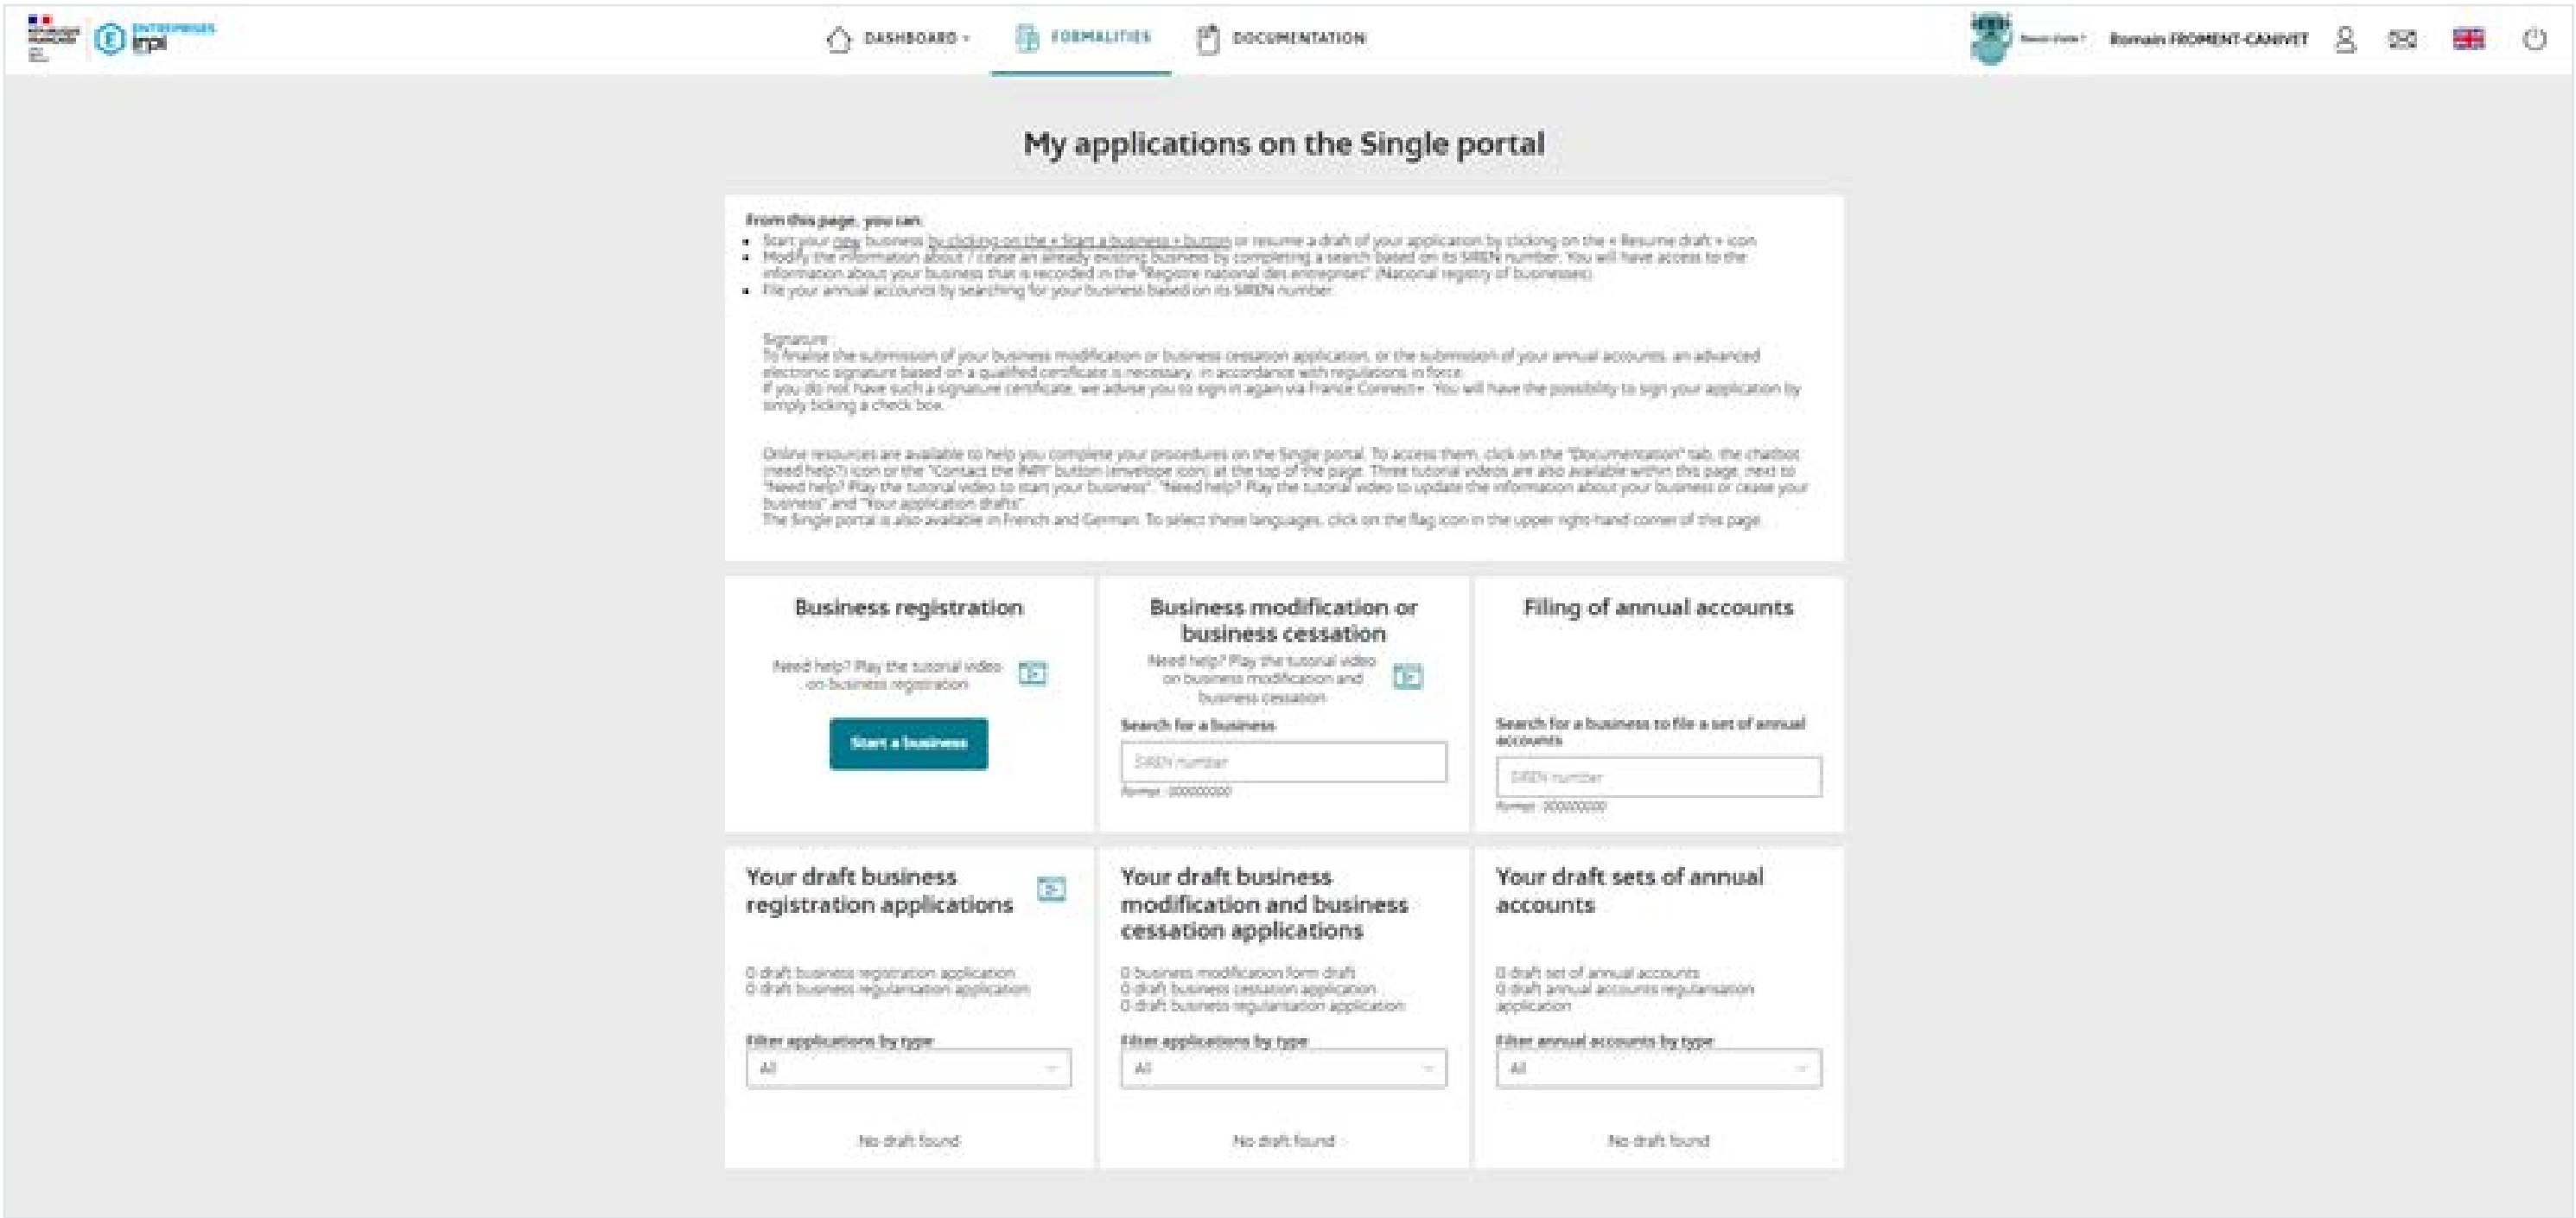 RÉPUBLIQUE
FRANÇAISE
ENTREPRISES
inpi
DASHBOARD
FORMALITIES
DOCUMENTATION
Besoin d'aide ?
Romain FROMENT-CANIVET
My applications on the Single portal
From this page, you can:
Start your new business by clicking on the « Start a business » button or resume a draft of your application by clicking on the « Resume draft » icon
Modify the information about / cease an already existing business by completing a search based on its SIREN number. You will have access to the
information about your business that is recorded in the "Registre national des entreprises" (National registry of businesses)
File your annual accounts by searching for your business based on its SIREN number.
Signature :
To finalise the submission of your business modification or business cessation application, or the submission of your annual accounts, an advanced
electronic signature based on a qualified certificate is necessary, in accordance with regulations in force.
If you do not have such a signature certificate, we advise you to sign in again via France Connect+. You will have the possibility to sign your application by
simply ticking a check box.
Online resources are available to help you complete your procedures on the Single portal. To access them, click on the "Documentation" tab, the chatbot
(need help?) icon or the "Contact the INPI" button (envelope icon) at the top of the page. Three tutorial videos are also available within this page, next to
"Need help? Play the tutorial video to start your business", "Need help? Play the tutorial video to update the information about your business or cease your
business" and "Your application drafts".
The Single portal is also available in French and German. To select these languages, click on the flag icon in the upper right-hand corner of this page.
Business registration
Need help? Play the tutorial video
on business registration
Start a business
Business modification or
business cessation
Need help? Play the tutorial video
on business modification and
business cessation
Search for a business
SIREN number
Format : 000000000
Filing of annual accounts
Search for a business to file a set of annual
accounts
SIREN number
Format : 000000000
Your draft business
registration applications
0 draft business registration application
0 draft business regularisation application
Filter applications by type
All
No draft found
Your draft business
modification and business
cessation applications
0 business modification form draft
0 draft business cessation application
0 draft business regularisation application
Filter applications by type
All
No draft found
Your draft sets of annual
accounts
0 draft set of annual accounts
0 draft annual accounts regularisation
application
Filter annual accounts by type
All
No draft found